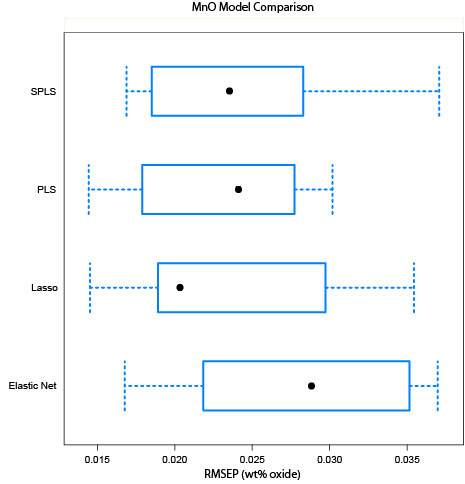 MnO Model Comparison
SPLS
PLS
Lasso
Elastic Net
0.015 0.020 0.025 0.030 0.035
RMSEP (wt% oxide)